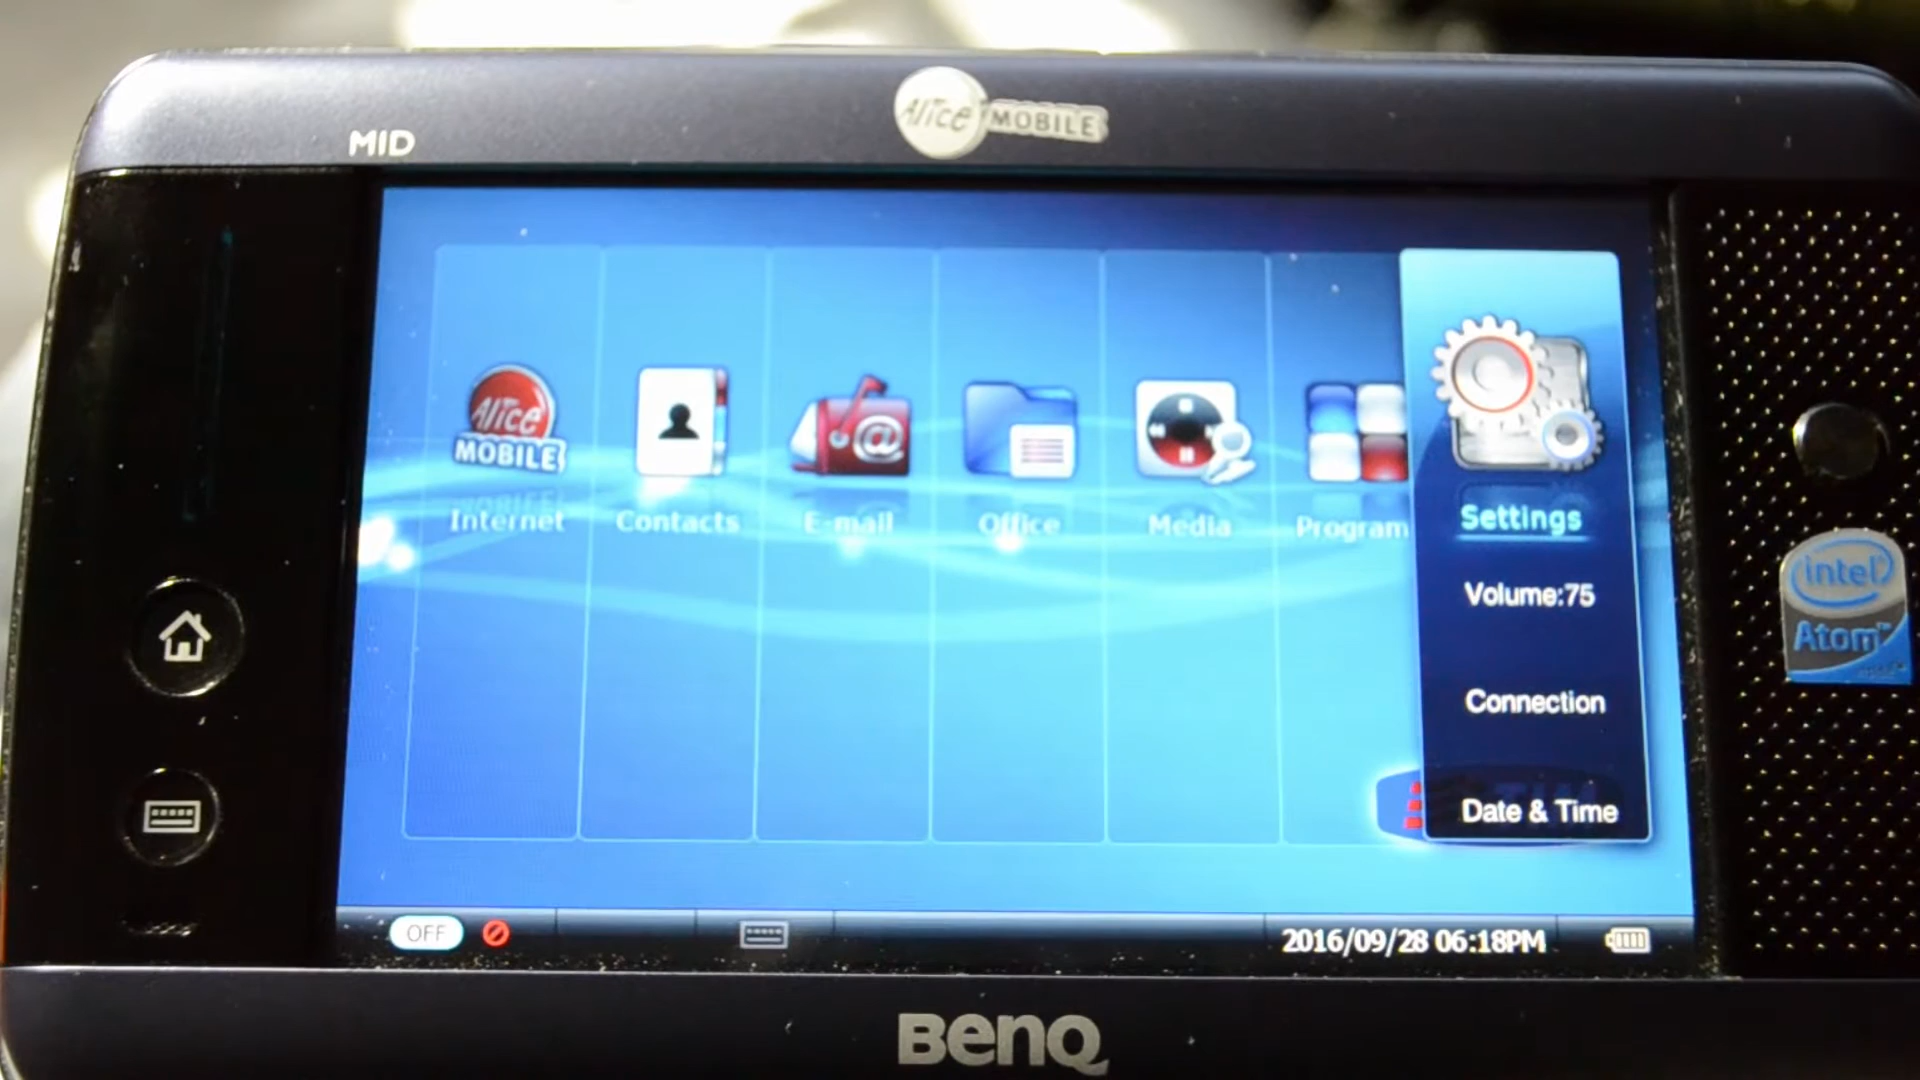 MID
Alice MOBILE
Alice
MOBILE
Internet
Contacts
E-mail
Office
Media
Program
Settings
Volume:75
Connection
Date & Time
intel
Atom™
OFF
2016/09/28 06:18PM
BenQ